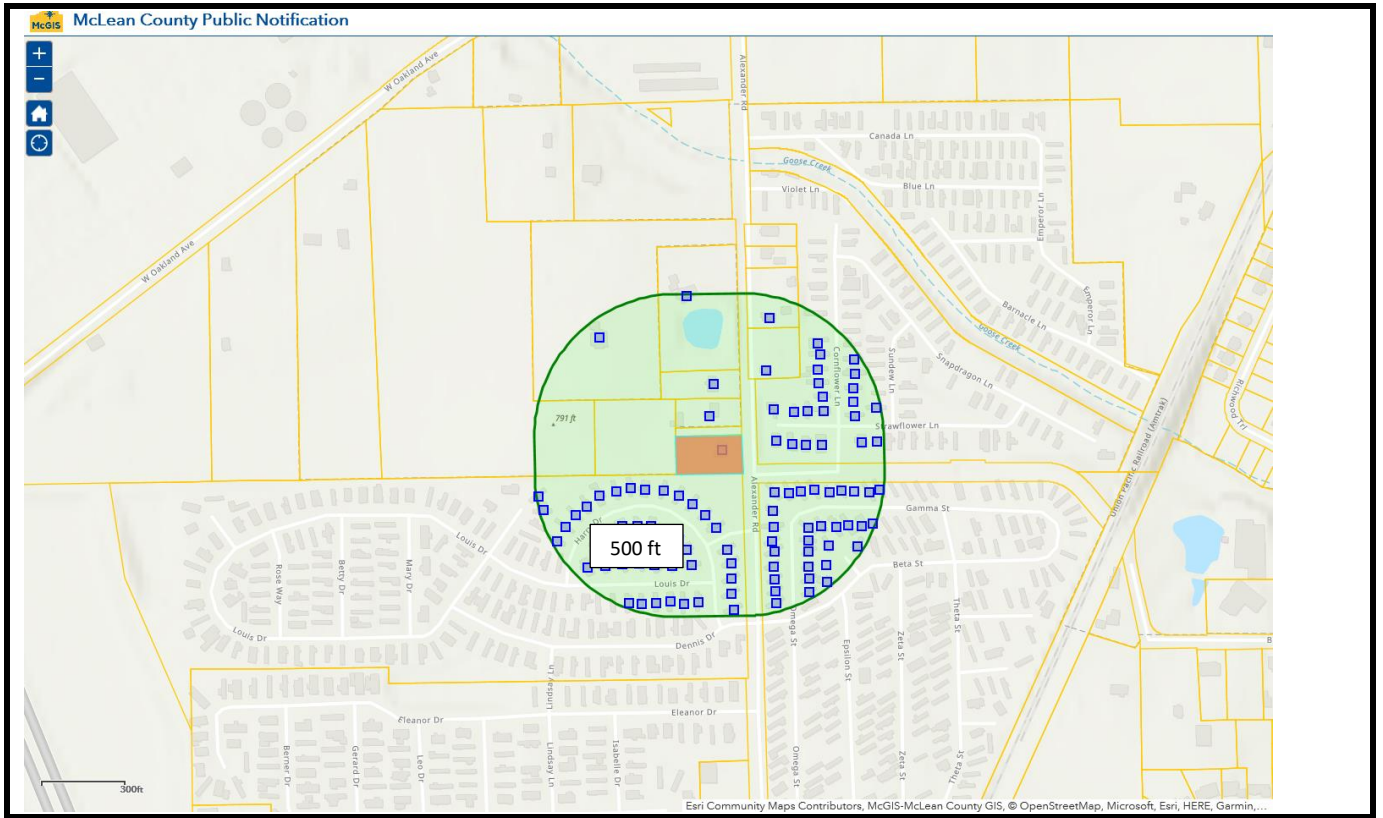 McGIS
McLean County Public Notification
+
−
W Oakland Ave
Alexander Rd
Canada Ln
Goose Creek
Violet Ln
Blue Ln
Emperor Ln
W Oakland Ave
Emperor Ln
Barnacle Ln
Goose Creek
Cornflower Ln
Sundew Ln
Snapdragon Ln
Richwood Trl
791 ft
Strawflower Ln
Union Pacific Railroad (Amtrak)
Alexander Rd
Gamma St
Louis Dr
500 ft
Beta St
Rose Way
Betty Dr
Mary Dr
Louis Dr
Theta St
Louis Dr
Omega St
Dennis Dr
Epsilon St
Zeta St
B
Lindsay Ln
Eleanor Dr
Eleanor Dr
Berner Dr
Gerard Dr
Leo Dr
Lindsay Ln
Isabelle Dr
Omega St
Zeta St
Theta St
300ft
Esri Community Maps Contributors, McGIS-McLean County GIS, © OpenStreetMap, Microsoft, Esri, HERE, Garmin,...